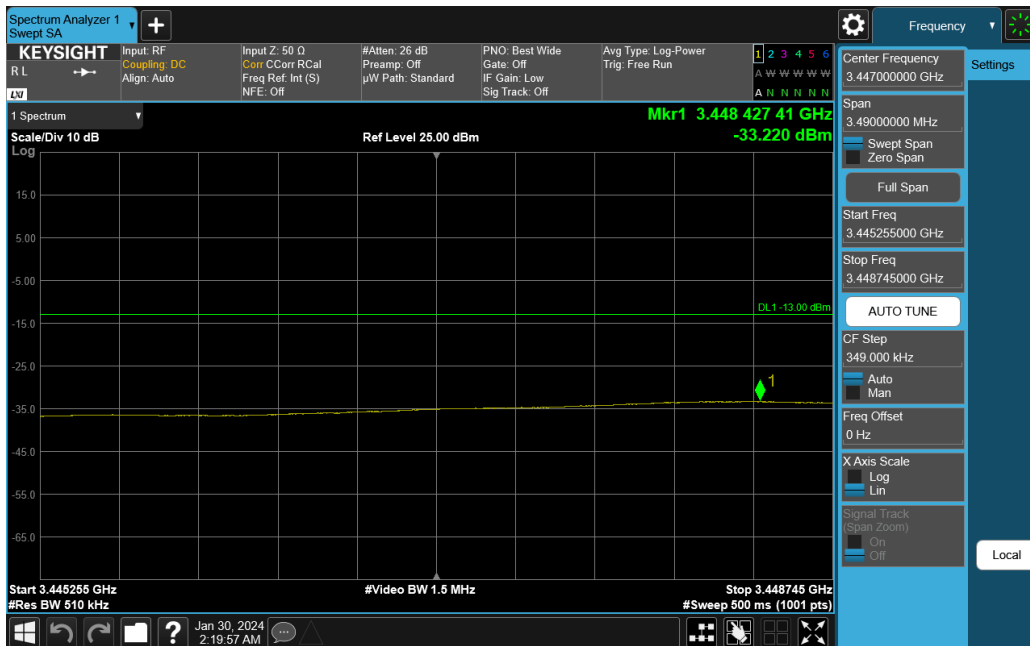 Spectrum Analyzer 1
Swept SA
Frequency
KEYSIGHT
R L
LXI
Input: RF
Coupling: DC
Align: Auto
Input Z: 50 Ω
Corr CCorr RCal
Freq Ref: Int (S)
NFE: Off
#Atten: 26 dB
Preamp: Off
µW Path: Standard
PNO: Best Wide
Gate: Off
IF Gain: Low
Sig Track: Off
Avg Type: Log-Power
Trig: Free Run
1 2 3 4 5 6
A W W W W W
A N N N N N
1 Spectrum
Mkr1 3.448 427 41 GHz
Scale/Div 10 dB
Ref Level 25.00 dBm
-33.220 dBm
Log
15.0
5.00
-5.00
DL1 -13.00 dBm
-15.0
-25.0
1
-35.0
-45.0
-55.0
-65.0
Start 3.445255 GHz
#Video BW 1.5 MHz
Stop 3.448745 GHz
#Res BW 510 kHz
#Sweep 500 ms (1001 pts)
Center Frequency
3.447000000 GHz
Settings
Span
3.49000000 MHz
Swept Span
Zero Span
Full Span
Start Freq
3.445255000 GHz
Stop Freq
3.448745000 GHz
AUTO TUNE
CF Step
349.000 kHz
Auto
Man
Freq Offset
0 Hz
X Axis Scale
Log
Lin
Signal Track
(Span Zoom)
On
Off
Local
?
Jan 30, 2024
2:19:57 AM